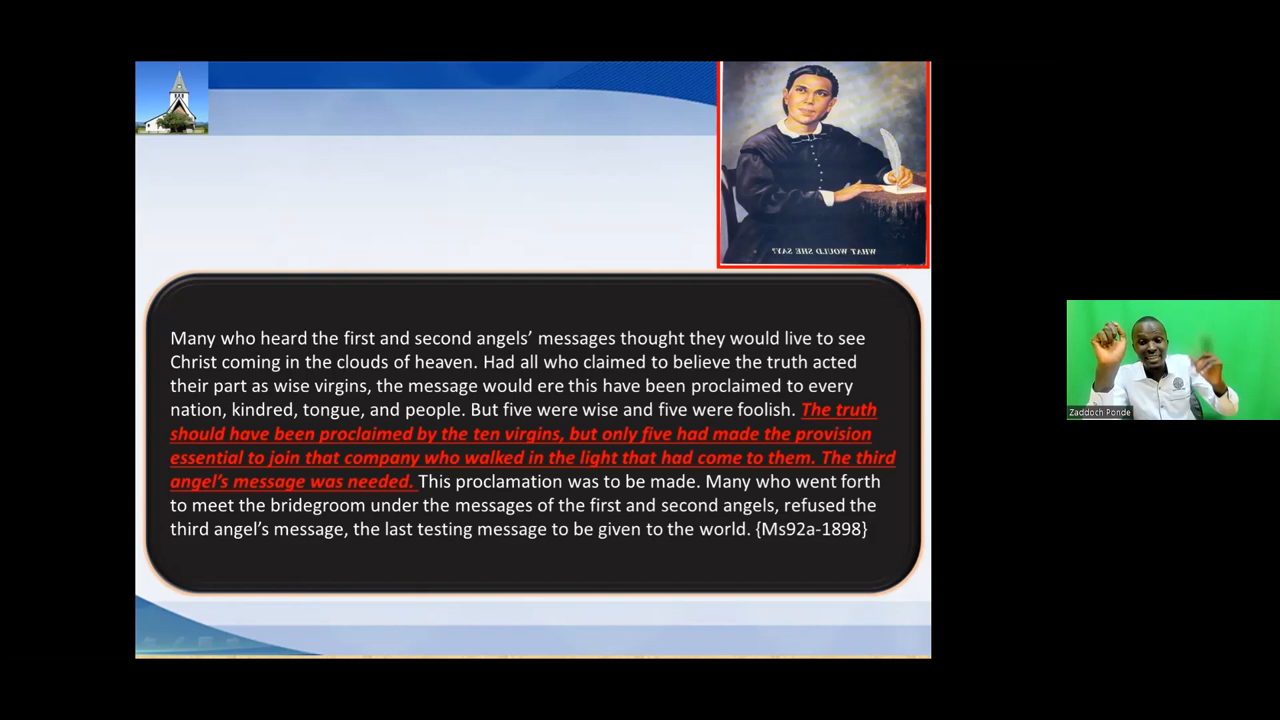 WHAT WOULD SHE SAY?
Many who heard the first and second angels’ messages thought they would live to see
Christ coming in the clouds of heaven. Had all who claimed to believe the truth acted
their part as wise virgins, the message would ere this have been proclaimed to every
nation, kindred, tongue, and people. But five were wise and five were foolish. The truth
should have been proclaimed by the ten virgins, but only five had made the provision
essential to join that company who walked in the light that had come to them. The third
angel’s message was needed. This proclamation was to be made. Many who went forth
to meet the bridegroom under the messages of the first and second angels, refused the
third angel’s message, the last testing message to be given to the world. {Ms92a-1898}
Zaddoch Ponde